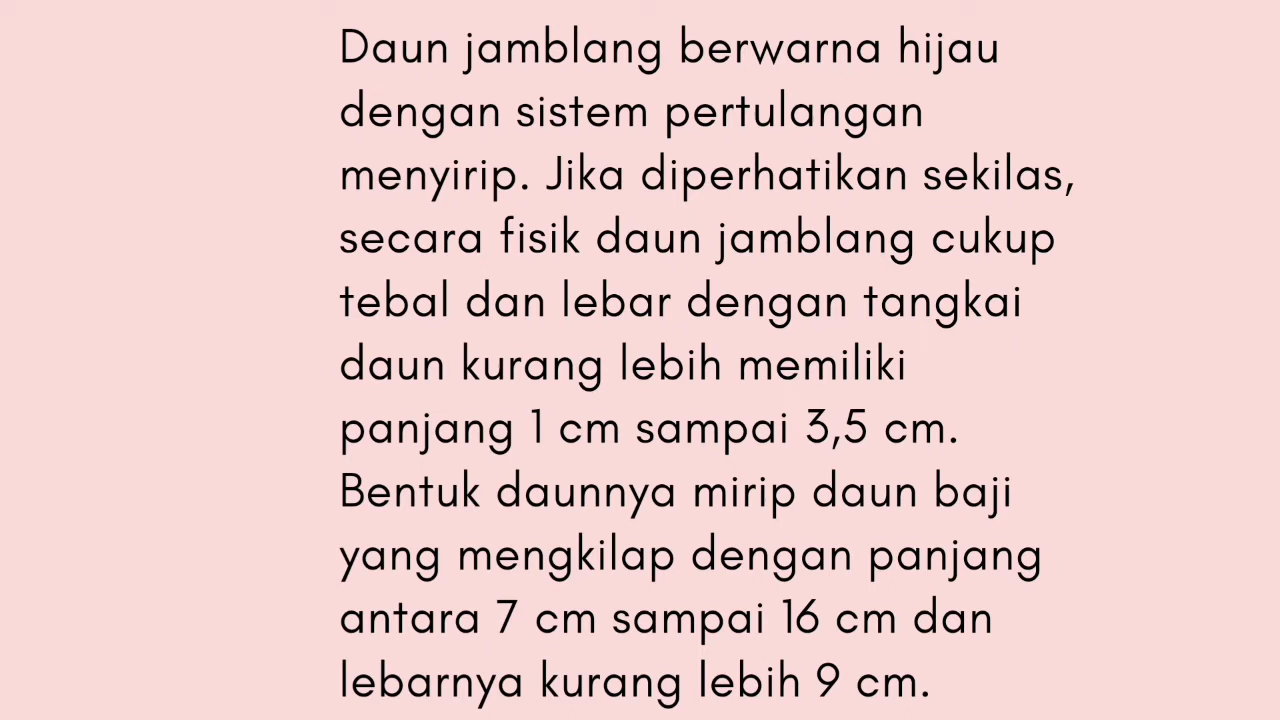 Daun jamblang berwarna hijau
dengan sistem pertulangan
menyirip. Jika diperhatikan sekilas,
secara fisik daun jamblang cukup
tebal dan lebar dengan tangkai
daun kurang lebih memiliki
panjang 1 cm sampai 3,5 cm.
Bentuk daunnya mirip daun baji
yang mengkilap dengan panjang
antara 7 cm sampai 16 cm dan
lebarnya kurang lebih 9 cm.